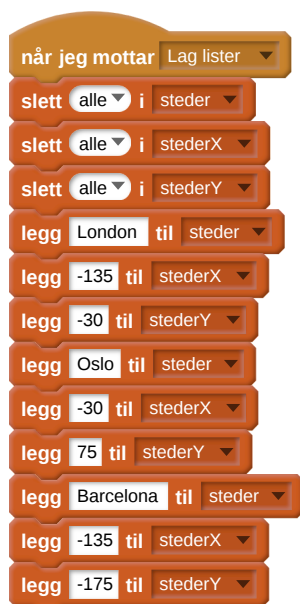 når jeg mottar Lag lister
slett alle i steder
slett alle i stederX
slett alle i stederY
legg London til steder
legg -135 til stederX
legg -30 til stederY
legg Oslo til steder
legg -30 til stederX
legg 75 til stederY
legg Barcelona til steder
legg -135 til stederX
legg -175 til stederY